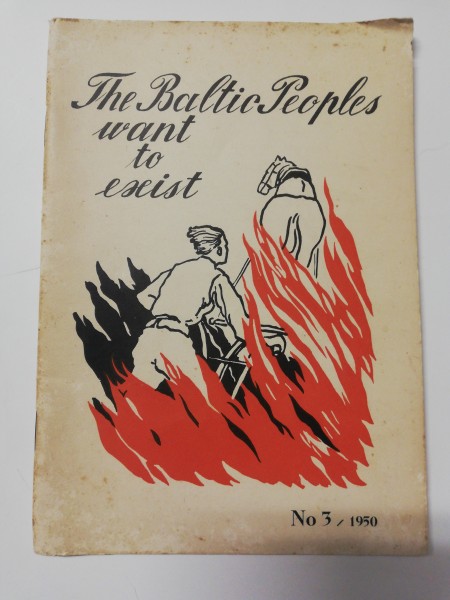 The Baltic Peoples
want
to
exist
No 3 / 1950